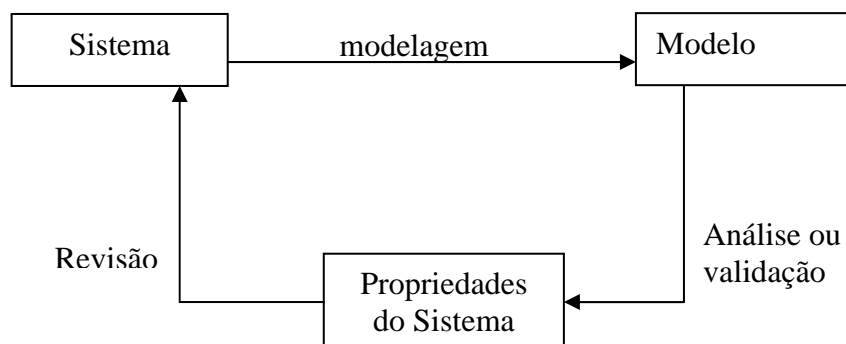 Sistema
modelagem
Modelo
Análise ou
validação
Revisão
Propriedades
do Sistema